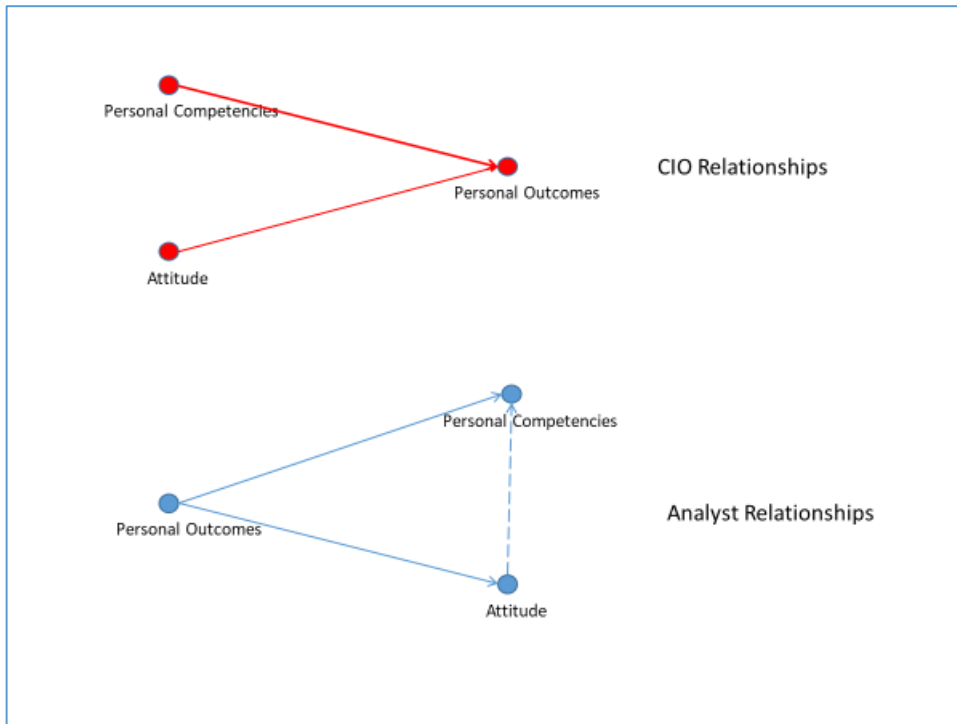 Personal Competencies
CIO Relationships
Personal Outcomes
Attitude
Personal Competencies
Personal Outcomes
Analyst Relationships
Attitude